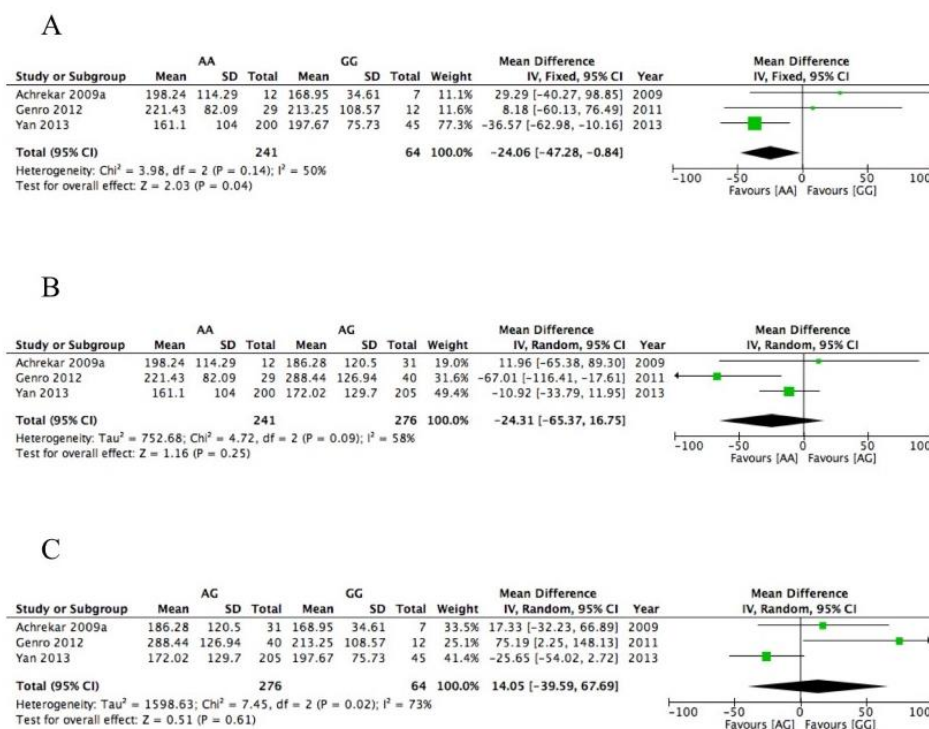 A
AA GG Mean Difference Mean Difference
Study or Subgroup Mean SD Total Mean SD Total Weight IV, Fixed, 95% CI Year IV, Fixed, 95% CI
Achrekar 2009a 198.24 114.29 12 168.95 34.61 7 11.1% 29.29 [-40.27, 98.85] 2009
Genro 2012 221.43 82.09 29 213.25 108.57 12 11.6% 8.18 [-60.13, 76.49] 2011
Yan 2013 161.1 104 200 197.67 75.73 45 77.3% -36.57 [-62.98, -10.16] 2013
Total (95% CI) 241 64 100.0% -24.06 [-47.28, -0.84]
Heterogeneity: Chi² = 3.98, df = 2 (P = 0.14); I² = 50%
Test for overall effect: Z = 2.03 (P = 0.04)
-100 -50 0 50 100
Favours [AA] Favours [GG]
B
AA AG Mean Difference Mean Difference
Study or Subgroup Mean SD Total Mean SD Total Weight IV, Random, 95% CI Year IV, Random, 95% CI
Achrekar 2009a 198.24 114.29 12 186.28 120.5 31 19.0% 11.96 [-65.38, 89.30] 2009
Genro 2012 221.43 82.09 29 288.44 126.94 40 31.6% -67.01 [-116.41, -17.61] 2011
Yan 2013 161.1 104 200 172.02 129.7 205 49.4% -10.92 [-33.79, 11.95] 2013
Total (95% CI) 241 276 100.0% -24.31 [-65.37, 16.75]
Heterogeneity: Tau² = 752.68; Chi² = 4.72, df = 2 (P = 0.09); I² = 58%
Test for overall effect: Z = 1.16 (P = 0.25)
-100 -50 0 50 100
Favours [AA] Favours [AG]
C
AG GG Mean Difference Mean Difference
Study or Subgroup Mean SD Total Mean SD Total Weight IV, Random, 95% CI Year IV, Random, 95% CI
Achrekar 2009a 186.28 120.5 31 168.95 34.61 7 33.5% 17.33 [-32.23, 66.89] 2009
Genro 2012 288.44 126.94 40 213.25 108.57 12 25.1% 75.19 [2.25, 148.13] 2011
Yan 2013 172.02 129.7 205 197.67 75.73 45 41.4% -25.65 [-54.02, 2.72] 2013
Total (95% CI) 276 64 100.0% 14.05 [-39.59, 67.69]
Heterogeneity: Tau² = 1598.63; Chi² = 7.45, df = 2 (P = 0.02); I² = 73%
Test for overall effect: Z = 0.51 (P = 0.61)
-100 -50 0 50 100
Favours [AG] Favours [GG]